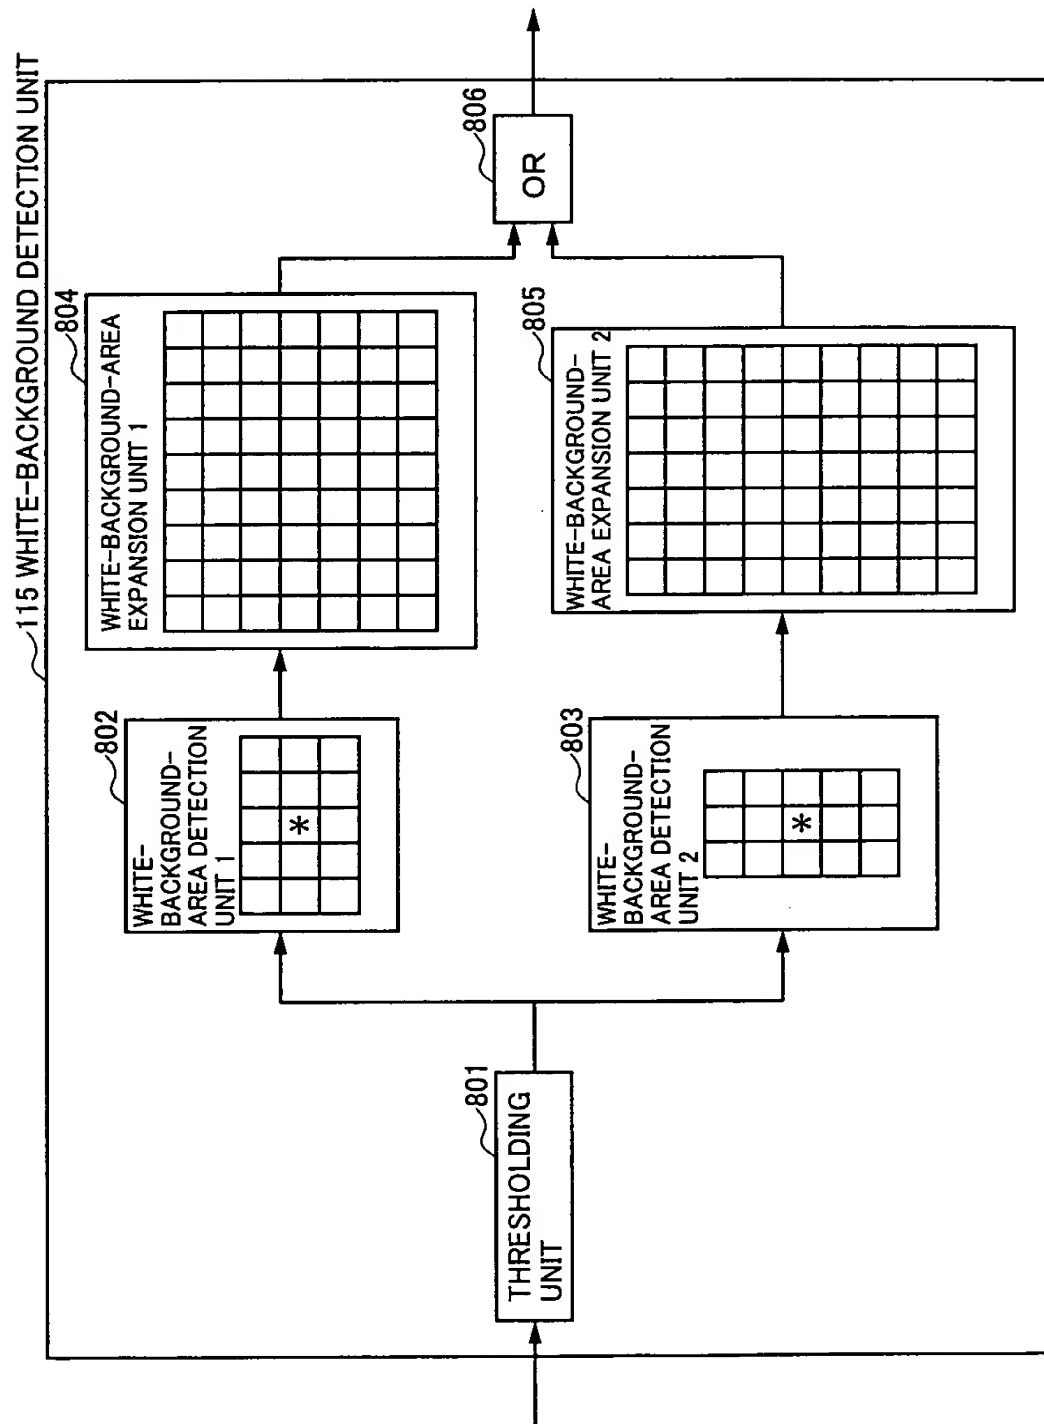 115 WHITE-BACKGROUND DETECTION UNIT
801
THRESHOLDING
UNIT
802
WHITE-
BACKGROUND-
AREA DETECTION
UNIT 1
*
804
WHITE-BACKGROUND-AREA
EXPANSION UNIT 1
803
WHITE-
BACKGROUND-
AREA DETECTION
UNIT 2
*
805
WHITE-BACKGROUND-
AREA EXPANSION UNIT 2
806
OR